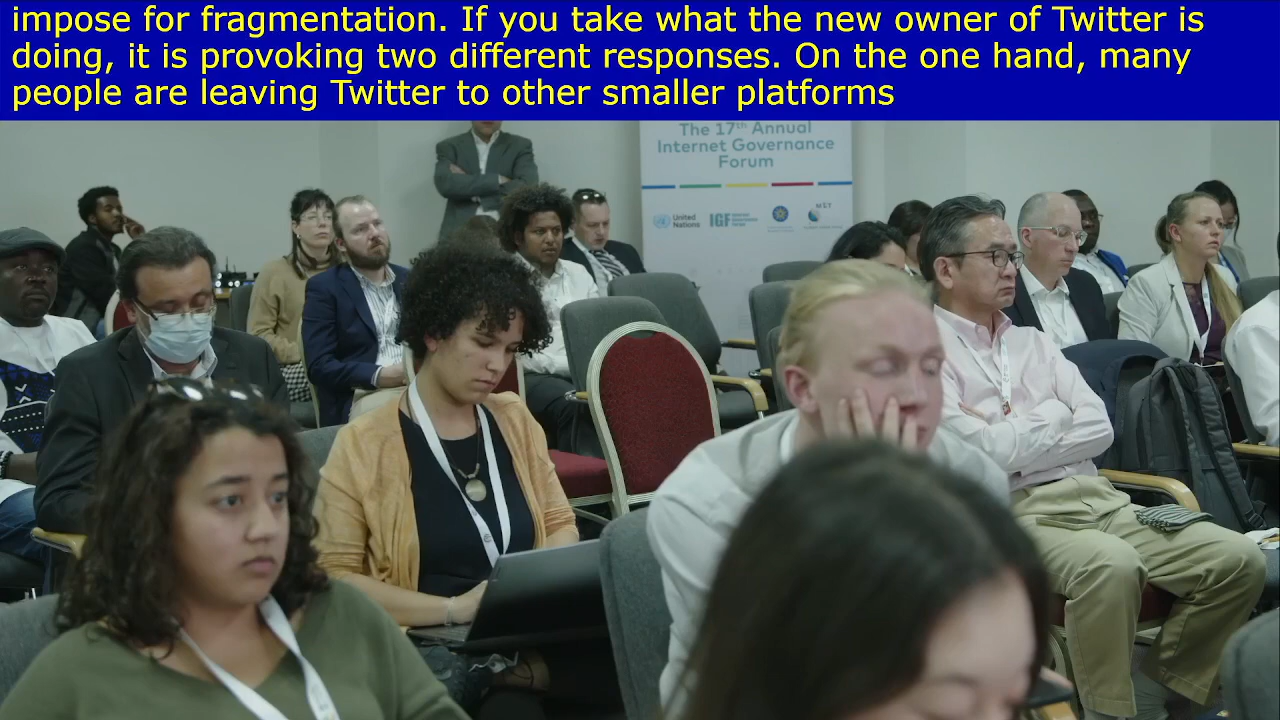 impose for fragmentation. If you take what the new owner of Twitter is
doing, it is provoking two different responses. On the one hand, many
people are leaving Twitter to other smaller platforms
The 17th Annual
Internet Governance
Forum
United
Nations
IGF